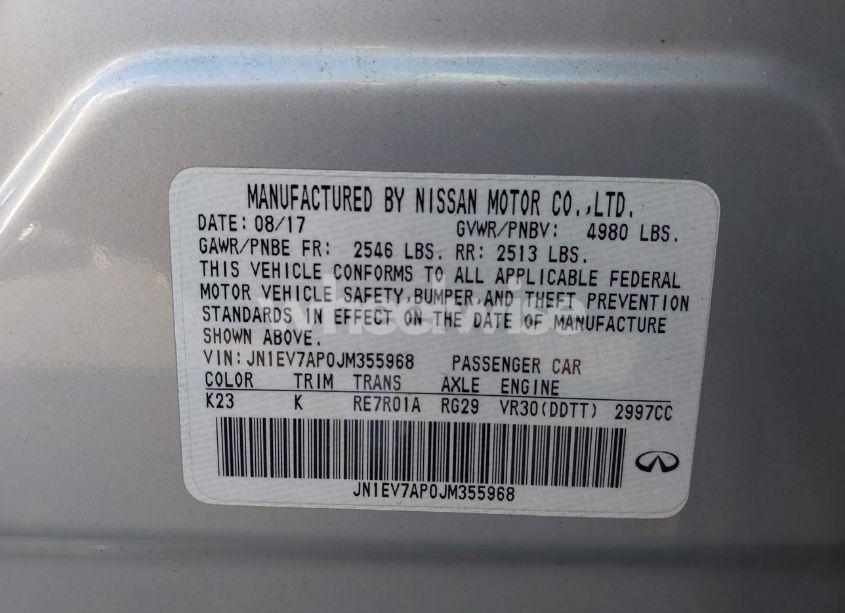 MANUFACTURED BY NISSAN MOTOR CO.,LTD.
DATE: 08/17 GVWR/PNBV: 4980 LBS.
GAWR/PNBE FR: 2546 LBS. RR: 2513 LBS.
THIS VEHICLE CONFORMS TO ALL APPLICABLE FEDERAL
MOTOR VEHICLE SAFETY,BUMPER,AND THEFT PREVENTION
STANDARDS IN EFFECT ON THE DATE OF MANUFACTURE
SHOWN ABOVE.
VIN:JN1EV7AP0JM355968 PASSENGER CAR
COLOR TRIM TRANS AXLE ENGINE
K23 K RE7R01A RG29 VR30(DDTT) 2997CC
JN1EV7AP0JM355968
wheelwise